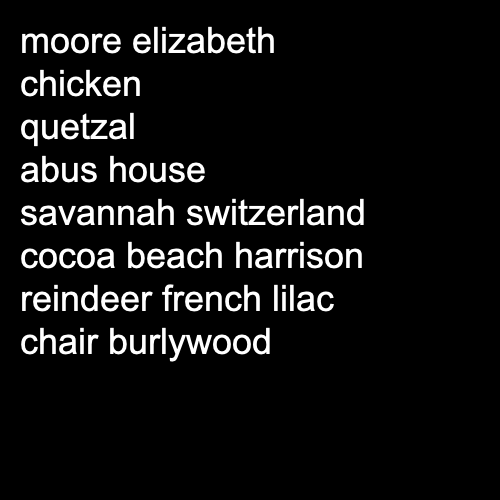 moore elizabeth
chicken
quetzal
abus house
savannah switzerland
cocoa beach harrison
reindeer french lilac
chair burlywood